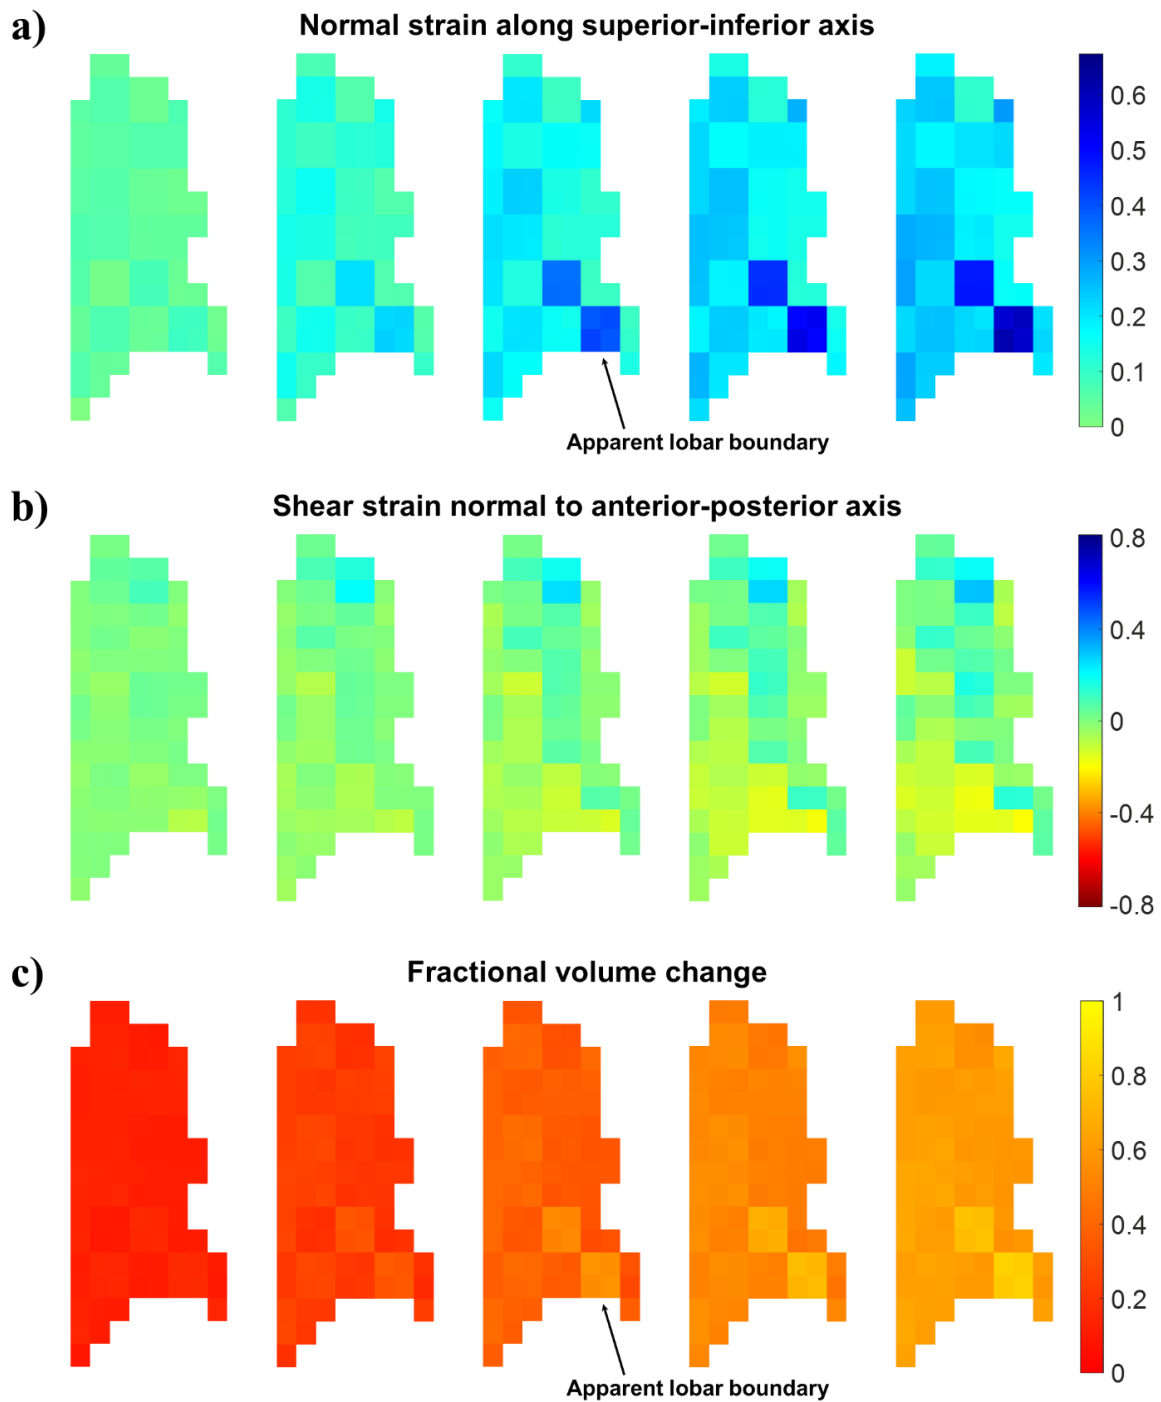 a)
Normal strain along superior-inferior axis
0.6
0.5
0.4
0.3
0.2
0.1
0
Apparent lobar boundary
b)
Shear strain normal to anterior-posterior axis
0.8
0.4
0
-0.4
-0.8
c)
Fractional volume change
1
0.8
0.6
0.4
0.2
0
Apparent lobar boundary